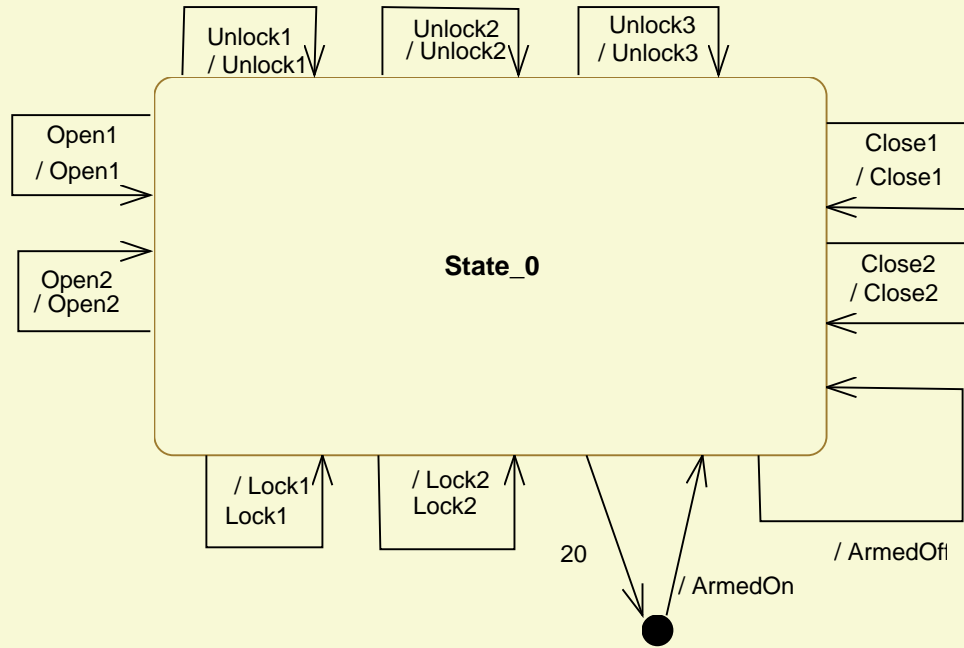 Unlock1
/ Unlock1
Unlock2
/ Unlock2
Unlock3
/ Unlock3
Open1
/ Open1
Close1
/ Close1
Open2
/ Open2
State_0
Close2
/ Close2
/ Lock1
Lock1
/ Lock2
Lock2
20
/ ArmedOn
/ ArmedOff